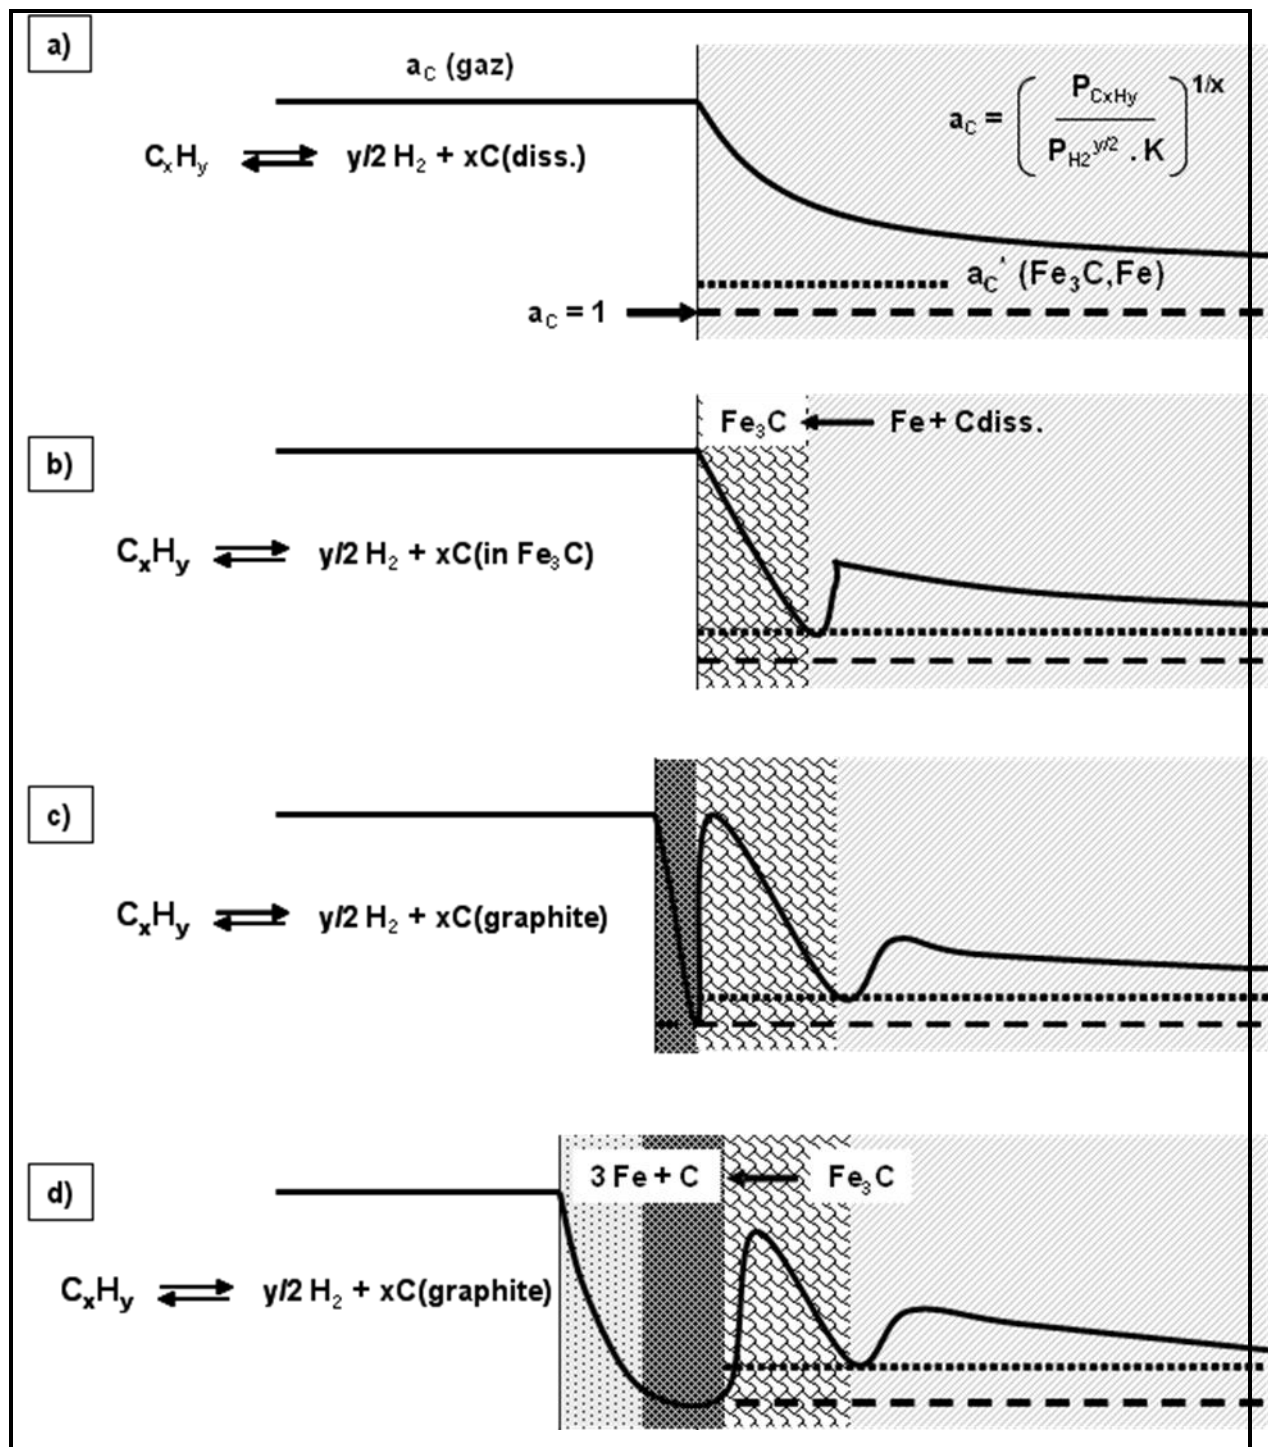 a)
a_C (gaz)
a_C = ( P_CxHy / P_H2^y/2 . K )^1/x
C_xH_y ⇌ y/2 H_2 + xC(diss.)
a_C* (Fe_3C,Fe)
a_C = 1
b)
Fe_3C ← Fe + Cdiss.
C_xH_y ⇌ y/2 H_2 + xC(in Fe_3C)
c)
C_xH_y ⇌ y/2 H_2 + xC(graphite)
d)
3 Fe + C ← Fe_3C
C_xH_y ⇌ y/2 H_2 + xC(graphite)